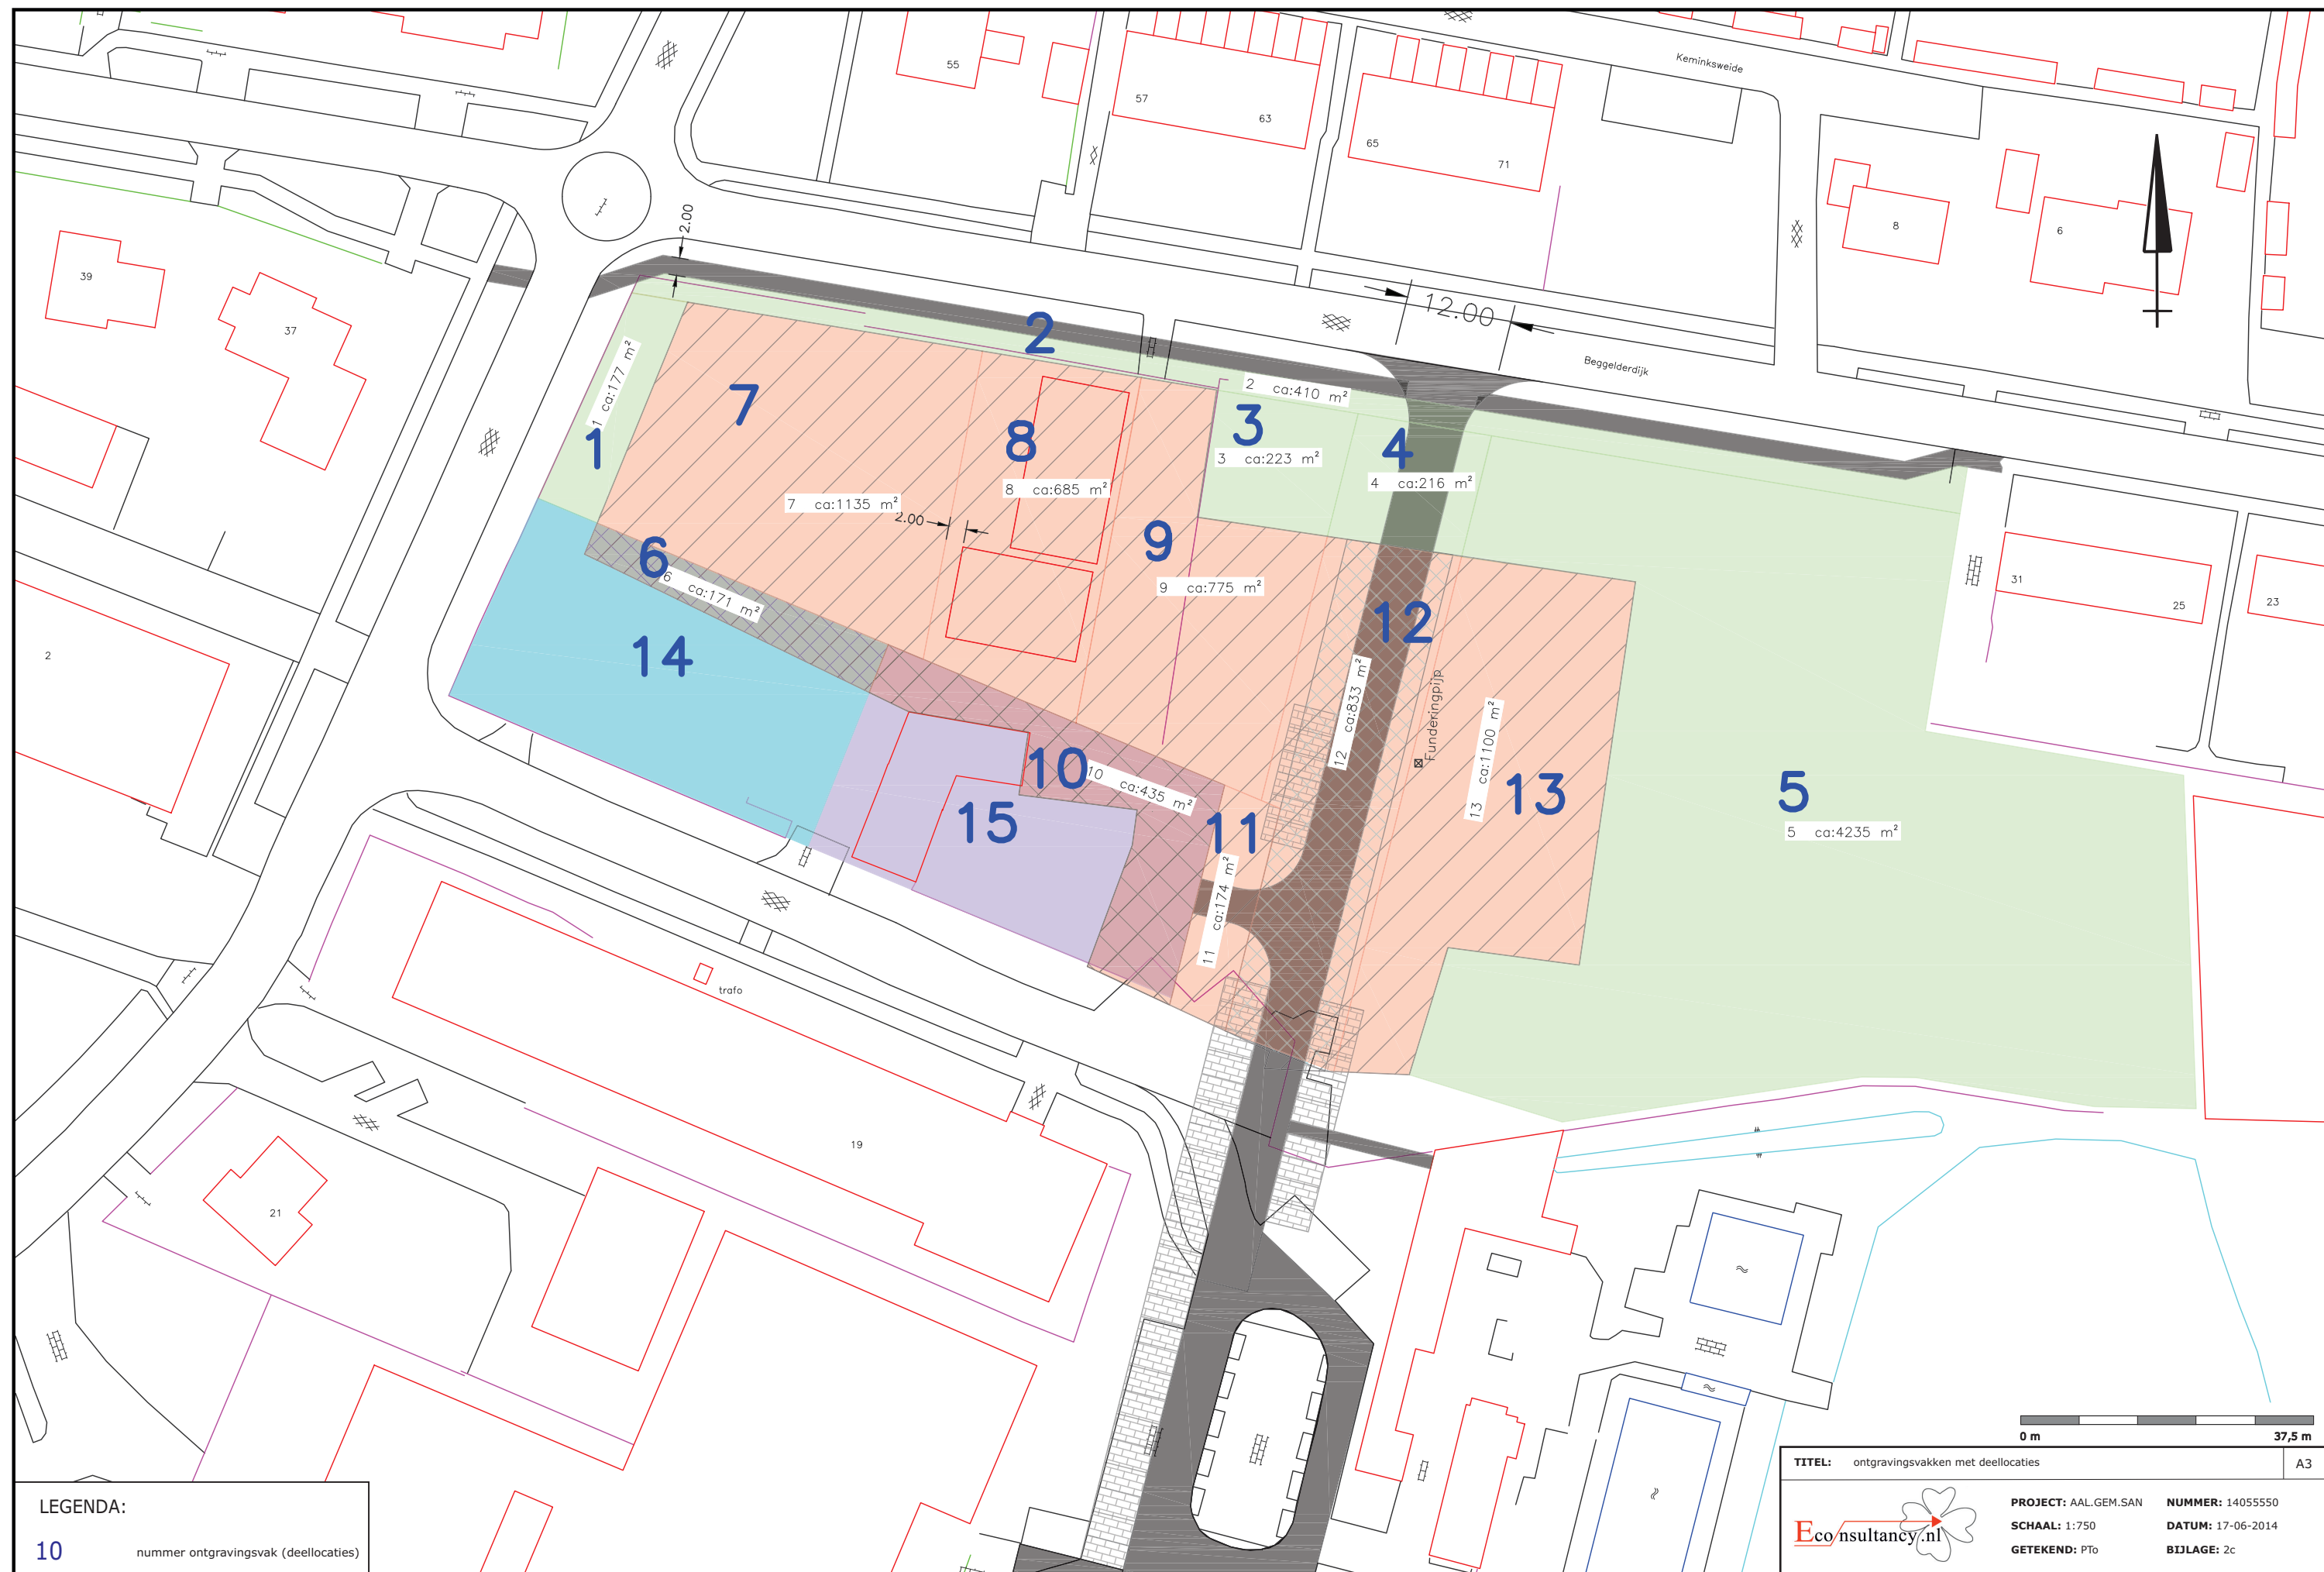 55
57
63
65
71
Keminksweide
8
6
39
37
2.00
12.00
Beggelderdijk
2
2 ca:410 m²
1 ca:177 m²
1
7
8
3
4
3 ca:223 m²
4 ca:216 m²
7 ca:1135 m²
8 ca:685 m²
2.00
9
9 ca:775 m²
6
6 ca:171 m²
14
12
12 ca:833 m²
Funderingpijp
13 ca:1100 m²
13
5
5 ca:4235 m²
10
10 ca:435 m²
15
11
11 ca:174 m²
31
25
23
2
trafo
19
21
0 m 37,5 m
LEGENDA:
10 nummer ontgravingsvak (deellocaties)
TITEL: ontgravingsvakken met deellocaties A3
Econsultancy.nl
PROJECT: AAL.GEM.SAN NUMMER: 14055550
SCHAAL: 1:750 DATUM: 17-06-2014
GETEKEND: PTo BIJLAGE: 2c